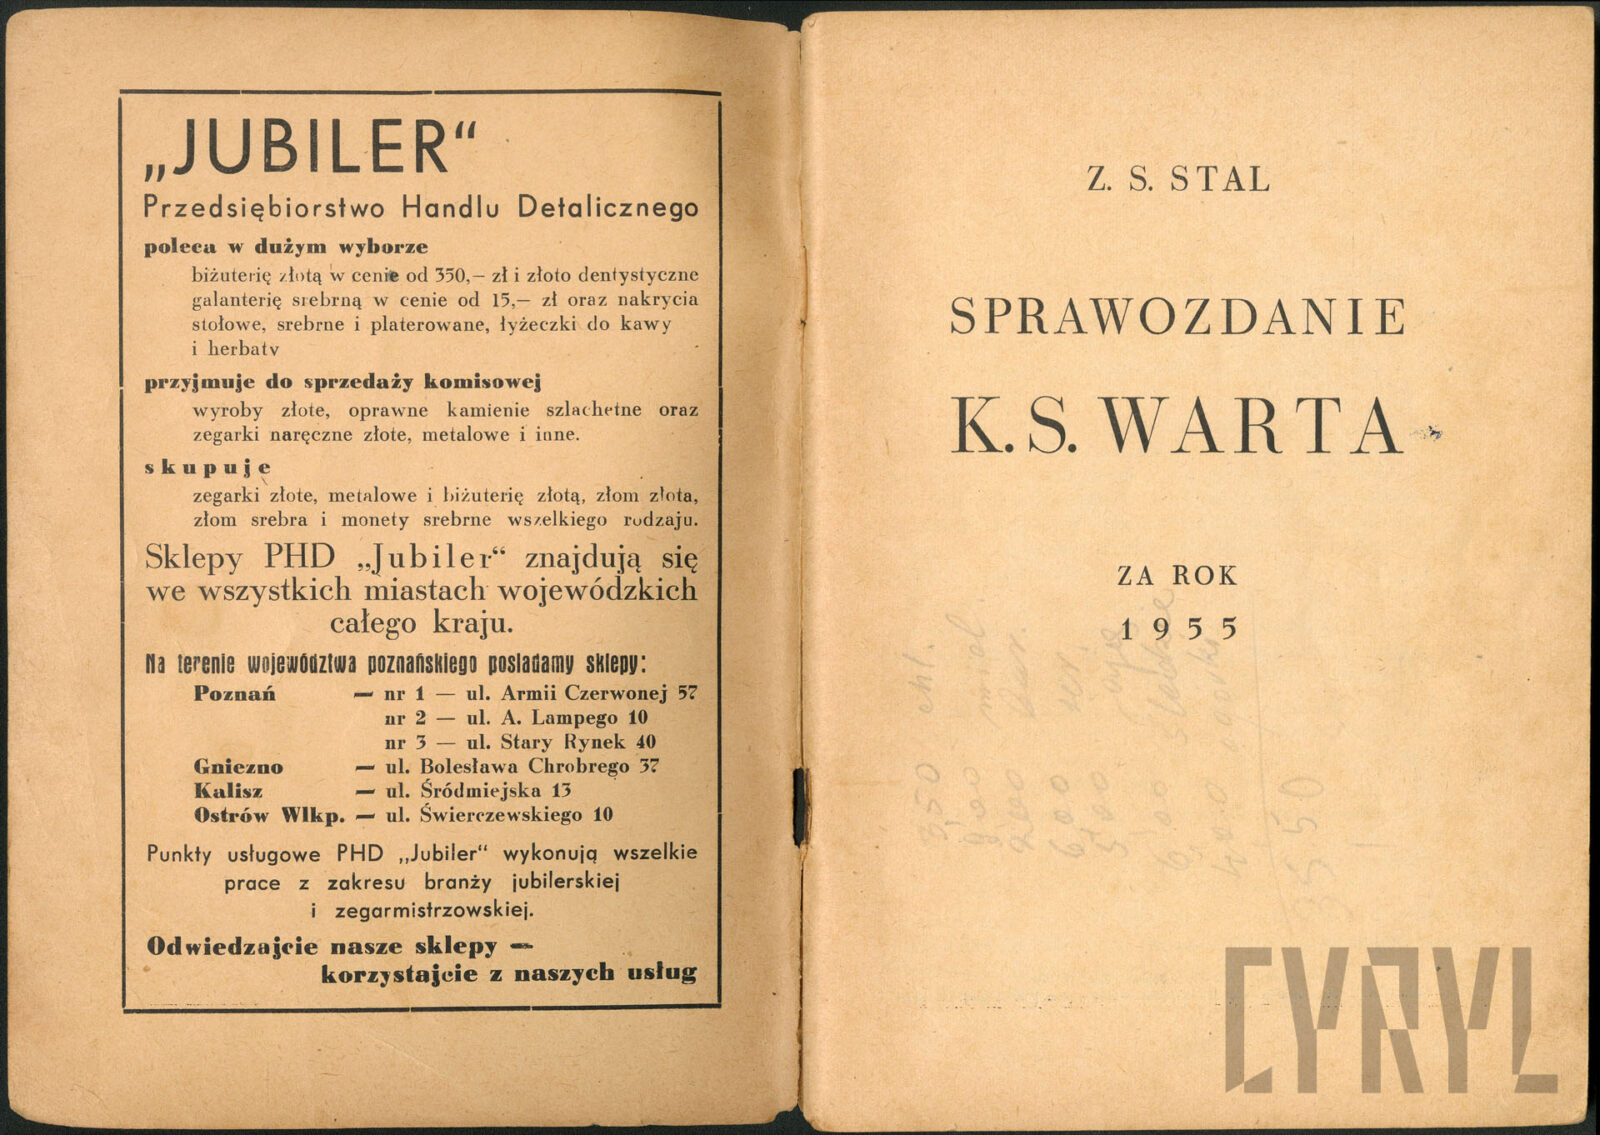 „JUBILER“
Przedsiębiorstwo Handlu Detalicznego
poleca w dużym wyborze
biżuterię złotą w cenie od 350,— zł i złoto dentystyczne
galanterię srebrną w cenie od 15,— zł oraz nakrycia
stołowe, srebrne i platerowane, łyżeczki do kawy
i herbaty
przyjmuje do sprzedaży komisowej
wyroby złote, oprawne kamienie szlachetne oraz
zegarki naręczne złote, metalowe i inne.
skupuje
zegarki złote, metalowe i biżuterię złotą, złom złota,
złom srebra i monety srebrne wszelkiego rodzaju.
Sklepy PHD „Jubiler“ znajdują się
we wszystkich miastach wojewódzkich
całego kraju.
Na terenie województwa poznańskiego posiadamy sklepy:
Poznań — nr 1 — ul. Armii Czerwonej 57
nr 2 — ul. A. Lampego 10
nr 3 — ul. Stary Rynek 40
Gniezno — ul. Bolesława Chrobrego 37
Kalisz — ul. Śródmiejska 13
Ostrów Wlkp. — ul. Świerczewskiego 10
Punkty usługowe PHD „Jubiler“ wykonują wszelkie
prace z zakresu branży jubilerskiej
i zegarmistrzowskiej.
Odwiedzajcie nasze sklepy —
korzystajcie z naszych usług
Z. S. STAL
SPRAWOZDANIE
K. S. WARTA
ZA ROK
1955
CYRYL